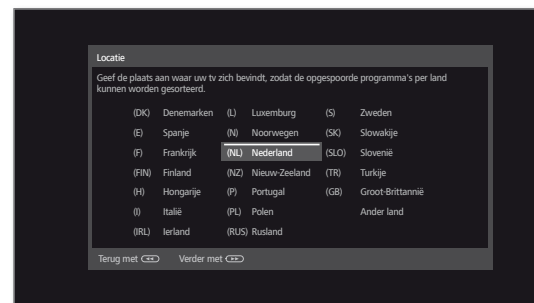 Locatie
Geef de plaats aan waar uw tv zich bevindt, zodat de opgespoorde programma's per land
kunnen worden gesorteerd.
(DK) Denemarken (L) Luxemburg (S) Zweden
(E) Spanje (N) Noorwegen (SK) Slowakije
(F) Frankrijk (NL) Nederland (SLO) Slovenië
(FIN) Finland (NZ) Nieuw-Zeeland (TR) Turkije
(H) Hongarije (P) Portugal (GB) Groot-Brittannië
(I) Italië (PL) Polen Ander land
(IRL) Ierland (RUS) Rusland
Terug met Verder met